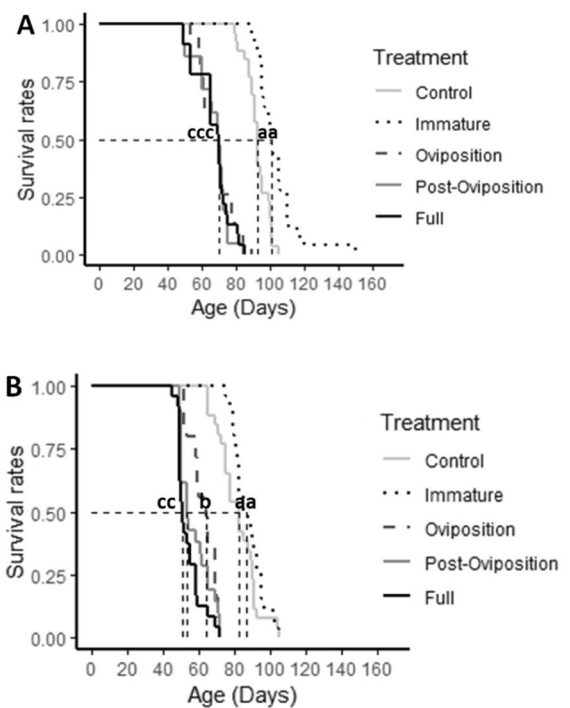 A
Survival rates
1.00
0.75
0.50
0.25
0.00
ccc
aa
0 20 40 60 80 100 120 140 160
Age (Days)
Treatment
Control
Immature
Oviposition
Post-Oviposition
Full
B
Survival rates
1.00
0.75
0.50
0.25
0.00
cc
b
aa
0 20 40 60 80 100 120 140 160
Age (Days)
Treatment
Control
Immature
Oviposition
Post-Oviposition
Full